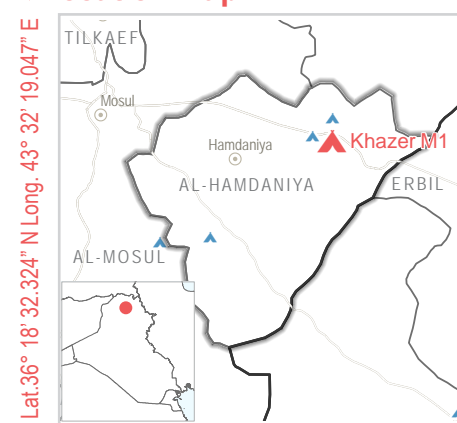 TILKAEF
Mosul
Khazer M1
Hamdaniya
AL-HAMDANIYA
ERBIL
AL-MOSUL
Lat.36° 18' 32.324” N Long. 43° 32' 19.047” E